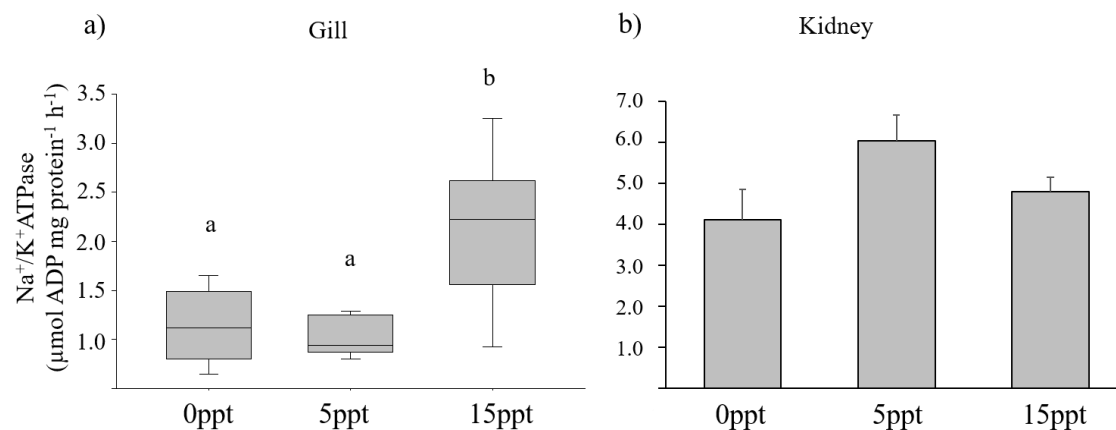 a)
Gill
Na⁺/K⁺ATPase
(μmol ADP mg protein⁻¹ h⁻¹)
3.5
3.0
2.5
2.0
1.5
1.0
a
a
b
0ppt 5ppt 15ppt
b)
Kidney
7.0
6.0
5.0
4.0
3.0
2.0
1.0
0ppt 5ppt 15ppt